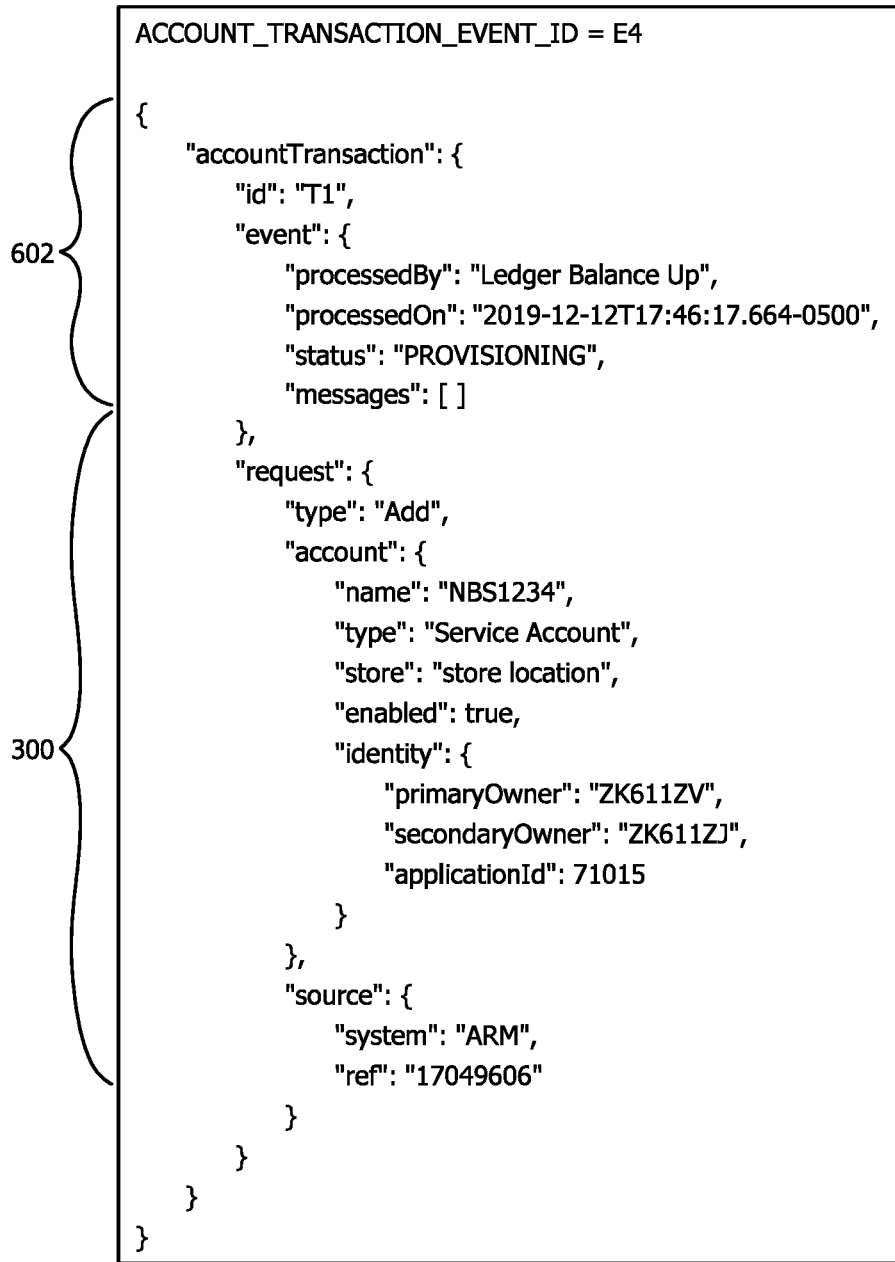 ACCOUNT_TRANSACTION_EVENT_ID = E4
{
"accountTransaction": {
"id": "T1",
"event": {
602
"processedBy": "Ledger Balance Up",
"processedOn": "2019-12-12T17:46:17.664-0500",
"status": "PROVISIONING",
"messages": [ ]
},
"request": {
"type": "Add",
"account": {
"name": "NBS1234",
"type": "Service Account",
"store": "store location",
"enabled": true,
300
"identity": {
"primaryOwner": "ZK611ZV",
"secondaryOwner": "ZK611ZJ",
"applicationId": 71015
}
},
"source": {
"system": "ARM",
"ref": "17049606"
}
}
}
}